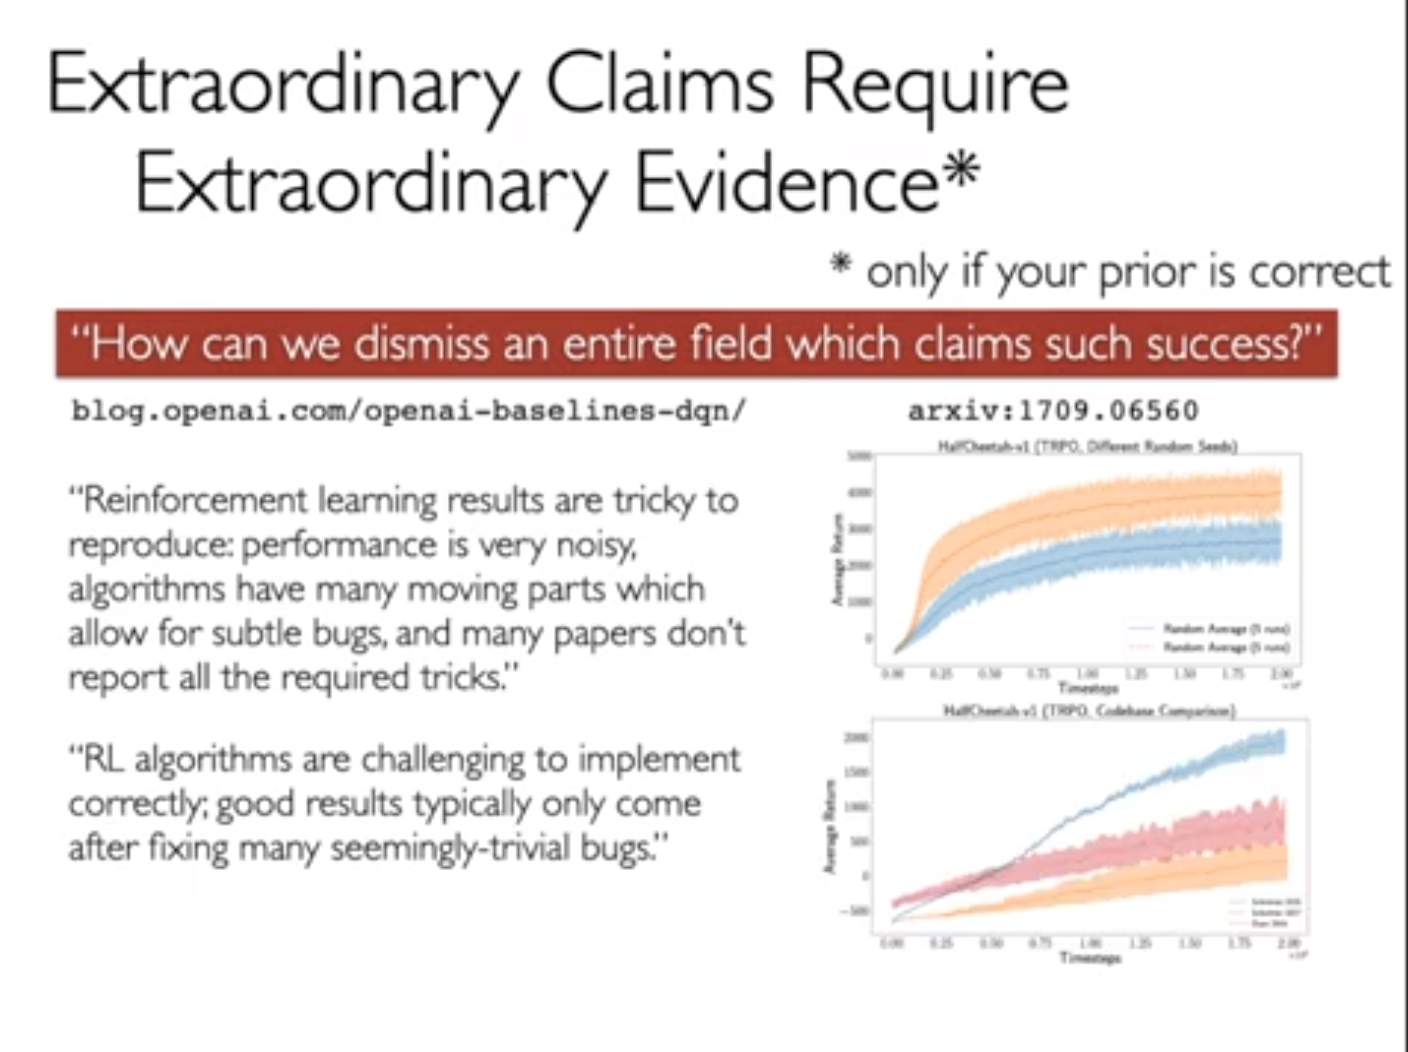 Extraordinary Claims Require
Extraordinary Evidence*
* only if your prior is correct
“How can we dismiss an entire field which claims such success?”
blog.openai.com/openai-baselines-dqn/
“Reinforcement learning results are tricky to
reproduce: performance is very noisy,
algorithms have many moving parts which
allow for subtle bugs, and many papers don't
report all the required tricks.”
“RL algorithms are challenging to implement
correctly; good results typically only come
after fixing many seemingly-trivial bugs.”
arxiv:1709.06560
HalfCheetah-v1 (TRPO, Different Random Seeds)
Average Return
5000
4000
3000
2000
1000
0
Random Average (5 runs)
Random Average (5 runs)
0.00 0.25 0.50 0.75 1.00 1.25 1.50 1.75 2.00
Timesteps
HalfCheetah-v1 (TRPO, Codebase Comparison)
Average Return
2000
1500
1000
500
0
−500
0.00 0.25 0.50 0.75 1.00 1.25 1.50 1.75 2.00
Timesteps